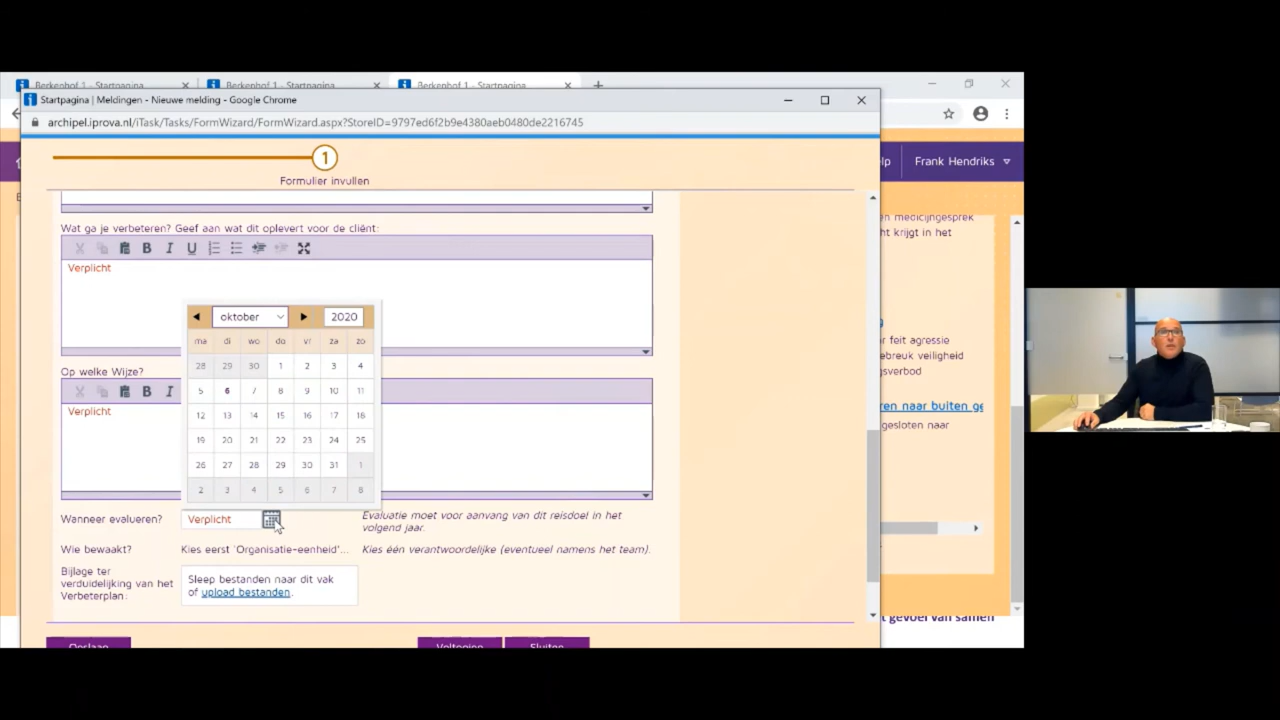 Berkenhof 1 - Startpagina
Berkenhof 1 - Startpagina
Berkenhof 1 - Startpagina
Startpagina | Meldingen - Nieuwe melding - Google Chrome
archipel.iprova.nl/iTask/Tasks/FormWizard/FormWizard.aspx?StoreID=9797ed6f2b9e4380aeb0480de2216745
1
Formulier invullen
lp
Frank Hendriks
en medicijngesprek
ht krijgt in het
Wat ga je verbeteren? Geef aan wat dit oplevert voor de cliënt:
B I U
Verplicht
oktober 2020
ma di wo do vr za zo
28 29 30 1 2 3 4
5 6 7 8 9 10 11
12 13 14 15 16 17 18
19 20 21 22 23 24 25
26 27 28 29 30 31 1
2 3 4 5 6 7 8
g
r feit agressie
ebreuk veiligheid
gsverbod
ren naar buiten ge
gesloten naar
Op welke Wijze?
B I
Verplicht
Wanneer evalueren?
Verplicht
Evaluatie moet voor aanvang van dit reisdoel in het
volgend jaar.
Wie bewaakt?
Kies eerst 'Organisatie-eenheid'...
Kies één verantwoordelijke (eventueel namens het team).
Bijlage ter
verduidelijking van het
Verbeterplan:
Sleep bestanden naar dit vak
of upload bestanden.
t gevoel van samen
Opslaan
Voltooien
Sluiten